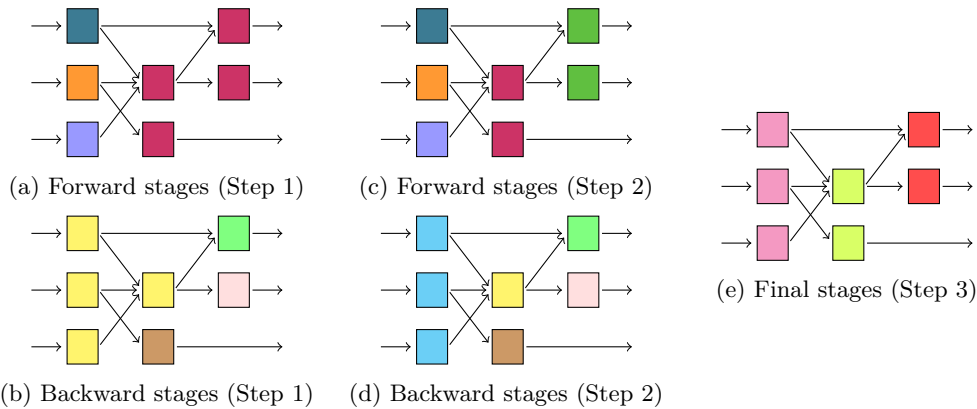 (a) Forward stages (Step 1)
(c) Forward stages (Step 2)
(b) Backward stages (Step 1)
(d) Backward stages (Step 2)
(e) Final stages (Step 3)